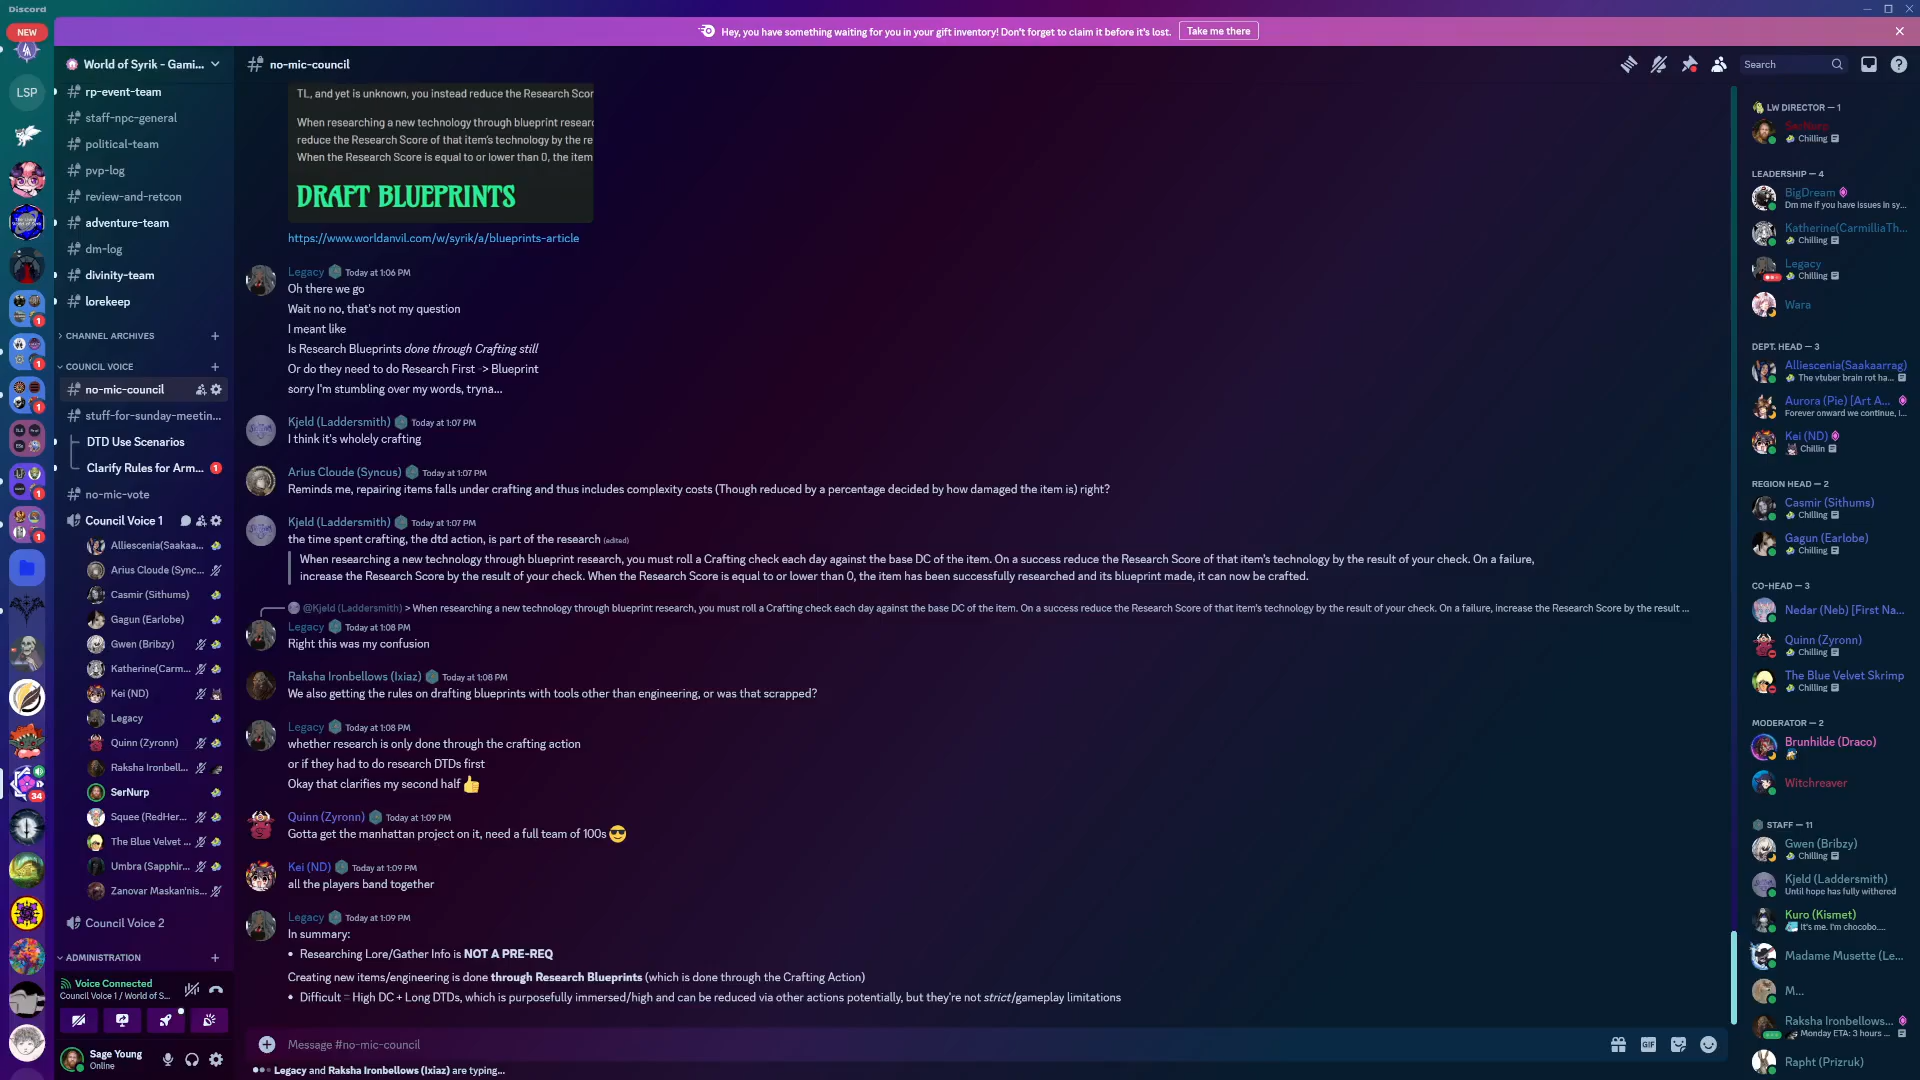 Discord
Hey, you have something waiting for you in your gift inventory! Don't forget to claim it before it's lost.
Take me there
NEW
LSP
1
1
1
1
1
34
World of Syrik - Gami...
rp-event-team
staff-npc-general
political-team
pvp-log
review-and-retcon
adventure-team
dm-log
divinity-team
lorekeep
CHANNEL ARCHIVES
COUNCIL VOICE
no-mic-council
stuff-for-sunday-meetin...
DTD Use Scenarios
Clarify Rules for Arm... 1
no-mic-vote
Council Voice 1
Alliescenia(Saakaa...
Arius Cloude (Sync...
Casmir (Sithums)
Gagun (Earlobe)
Gwen (Bribzy)
Katherine(Carm...
Kei (ND)
Legacy
Quinn (Zyronn)
Raksha Ironbell...
SerNurp
Squee (RedHer...
The Blue Velvet ...
Umbra (Sapphir...
Zanovar Maskan'nis...
Council Voice 2
ADMINISTRATION
Voice Connected
Council Voice 1 / World of S...
Sage Young
Online
no-mic-council
Search
TL, and yet is unknown, you instead reduce the Research Scor
When researching a new technology through blueprint researc
reduce the Research Score of that item's technology by the re
When the Research Score is equal to or lower than 0, the item
DRAFT BLUEPRINTS
https://www.worldanvil.com/w/syrik/a/blueprints-article
Legacy Today at 1:06 PM
Oh there we go
Wait no no, that's not my question
I meant like
Is Research Blueprints done through Crafting still
Or do they need to do Research First -> Blueprint
sorry I'm stumbling over my words, tryna...
Kjeld (Laddersmith) Today at 1:07 PM
I think it's wholely crafting
Arius Cloude (Syncus) Today at 1:07 PM
Reminds me, repairing items falls under crafting and thus includes complexity costs (Though reduced by a percentage decided by how damaged the item is) right?
Kjeld (Laddersmith) Today at 1:07 PM
the time spent crafting, the dtd action, is part of the research (edited)
When researching a new technology through blueprint research, you must roll a Crafting check each day against the base DC of the item. On a success reduce the Research Score of that item's technology by the result of your check. On a failure,
increase the Research Score by the result of your check. When the Research Score is equal to or lower than 0, the item has been successfully researched and its blueprint made, it can now be crafted.
@Kjeld (Laddersmith) > When researching a new technology through blueprint research, you must roll a Crafting check each day against the base DC of the item. On a success reduce the Research Score of that item's technology by the result of your check. On a failure, increase the Research Score by the result ...
Legacy Today at 1:08 PM
Right this was my confusion
Raksha Ironbellows (Ixiaz) Today at 1:08 PM
We also getting the rules on drafting blueprints with tools other than engineering, or was that scrapped?
Legacy Today at 1:08 PM
whether research is only done through the crafting action
or if they had to do research DTDs first
Okay that clarifies my second half 👍
Quinn (Zyronn) Today at 1:09 PM
Gotta get the manhattan project on it, need a full team of 100s 😎
Kei (ND) Today at 1:09 PM
all the players band together
Legacy Today at 1:09 PM
In summary:
• Researching Lore/Gather Info is NOT A PRE-REQ
Creating new items/engineering is done through Research Blueprints (which is done through the Crafting Action)
• Difficult = High DC + Long DTDs, which is purposefully immersed/high and can be reduced via other actions potentially, but they're not strict/gameplay limitations
Message #no-mic-council
GIF
Legacy and Raksha Ironbellows (Ixiaz) are typing...
LW DIRECTOR — 1
SerNurp
Chilling
LEADERSHIP — 4
BigDream
Dm me if you have issues in sy...
Katherine(CarmilliaTh...
Chilling
Legacy
Chilling
Wara
DEPT. HEAD — 3
Alliescenia(Saakaarrag)
The vtuber brain rot ha...
Aurora (Pie) [Art A...
Forever onward we continue, i...
Kei (ND)
Chillin
REGION HEAD — 2
Casmir (Sithums)
Chilling
Gagun (Earlobe)
Chilling
CO-HEAD — 3
Nedar (Neb) [First Na...
Quinn (Zyronn)
Chilling
The Blue Velvet Skrimp
Chilling
MODERATOR — 2
Brunhilde (Draco)
Witchreaver
STAFF — 11
Gwen (Bribzy)
Chilling
Kjeld (Laddersmith)
Until hope has fully withered
Kuro (Kismet)
It's me. I'm chocobo....
Madame Musette (Le...
M...
Raksha Ironbellows...
Monday ETA: 3 hours ...
Rapht (Prizruk)